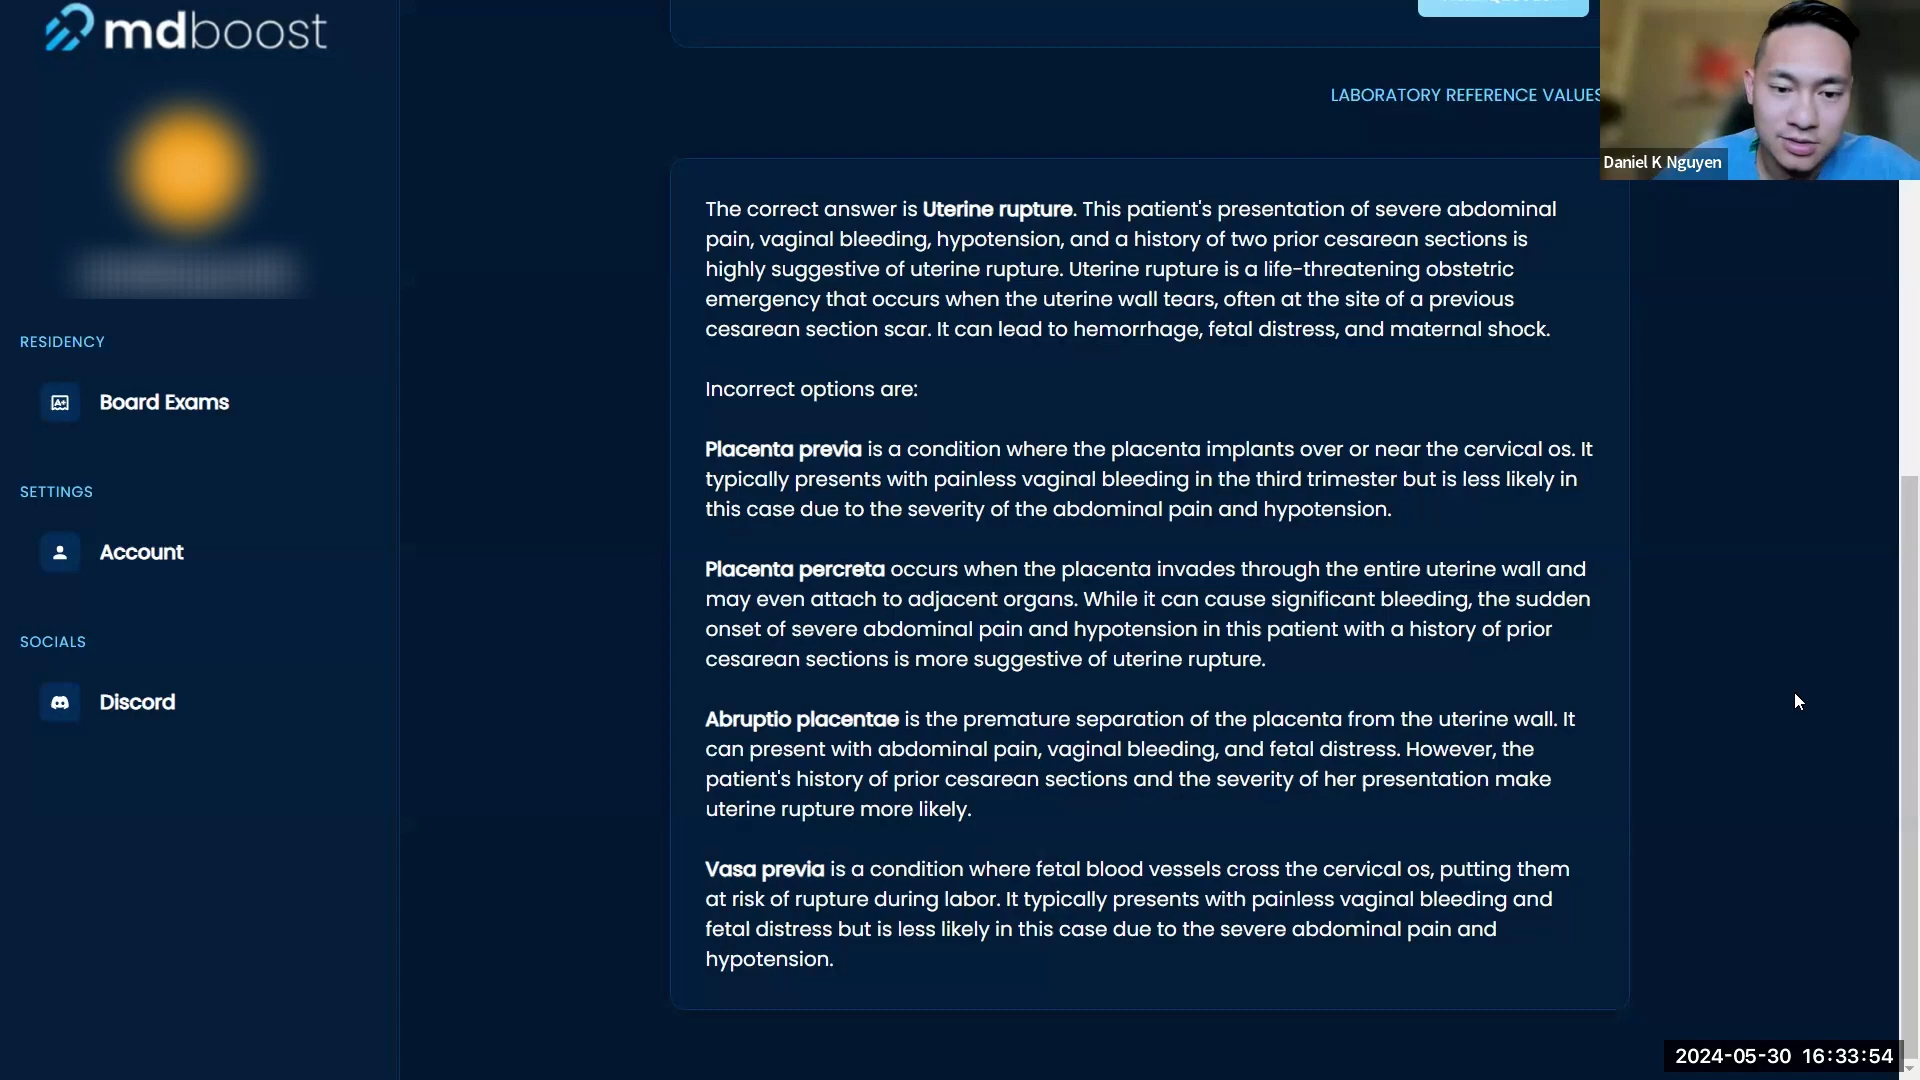 mdboost
LABORATORY REFERENCE VALUES
Daniel K Nguyen
RESIDENCY
Board Exams
SETTINGS
Account
SOCIALS
Discord
The correct answer is Uterine rupture. This patient's presentation of severe abdominal
pain, vaginal bleeding, hypotension, and a history of two prior cesarean sections is
highly suggestive of uterine rupture. Uterine rupture is a life-threatening obstetric
emergency that occurs when the uterine wall tears, often at the site of a previous
cesarean section scar. It can lead to hemorrhage, fetal distress, and maternal shock.
Incorrect options are:
Placenta previa is a condition where the placenta implants over or near the cervical os. It
typically presents with painless vaginal bleeding in the third trimester but is less likely in
this case due to the severity of the abdominal pain and hypotension.
Placenta percreta occurs when the placenta invades through the entire uterine wall and
may even attach to adjacent organs. While it can cause significant bleeding, the sudden
onset of severe abdominal pain and hypotension in this patient with a history of prior
cesarean sections is more suggestive of uterine rupture.
Abruptio placentae is the premature separation of the placenta from the uterine wall. It
can present with abdominal pain, vaginal bleeding, and fetal distress. However, the
patient's history of prior cesarean sections and the severity of her presentation make
uterine rupture more likely.
Vasa previa is a condition where fetal blood vessels cross the cervical os, putting them
at risk of rupture during labor. It typically presents with painless vaginal bleeding and
fetal distress but is less likely in this case due to the severe abdominal pain and
hypotension.
2024-05-30 16:33:54